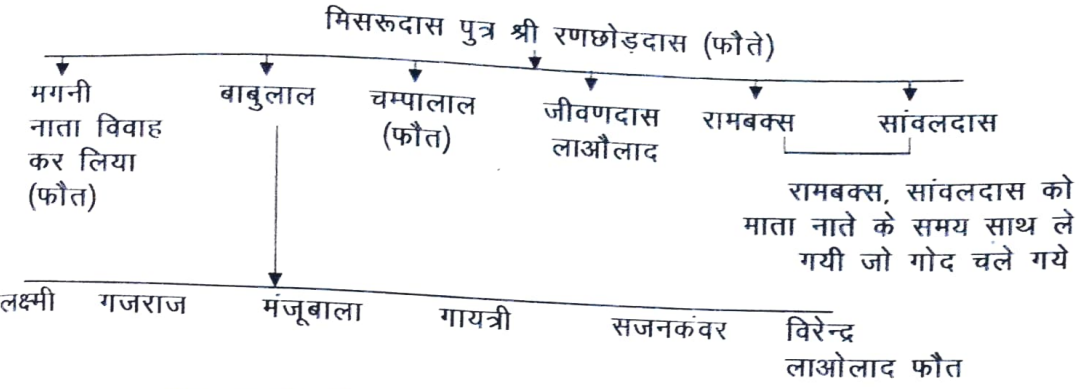 मिसरूदास पुत्र श्री रणछोड़दास (फौते)
मगनी
नाता विवाह
कर लिया
(फौत)
बाबुलाल
चम्पालाल
(फौत)
जीवणदास
लाऔलाद
रामबक्स
सांवलदास
रामबक्स, सांवलदास को
माता नाते के समय साथ ले
गयी जो गोद चले गये
लक्ष्मी
गजराज
मंजूबाला
गायत्री
सजनकंवर
विरेन्द्र
लाओलाद फौत